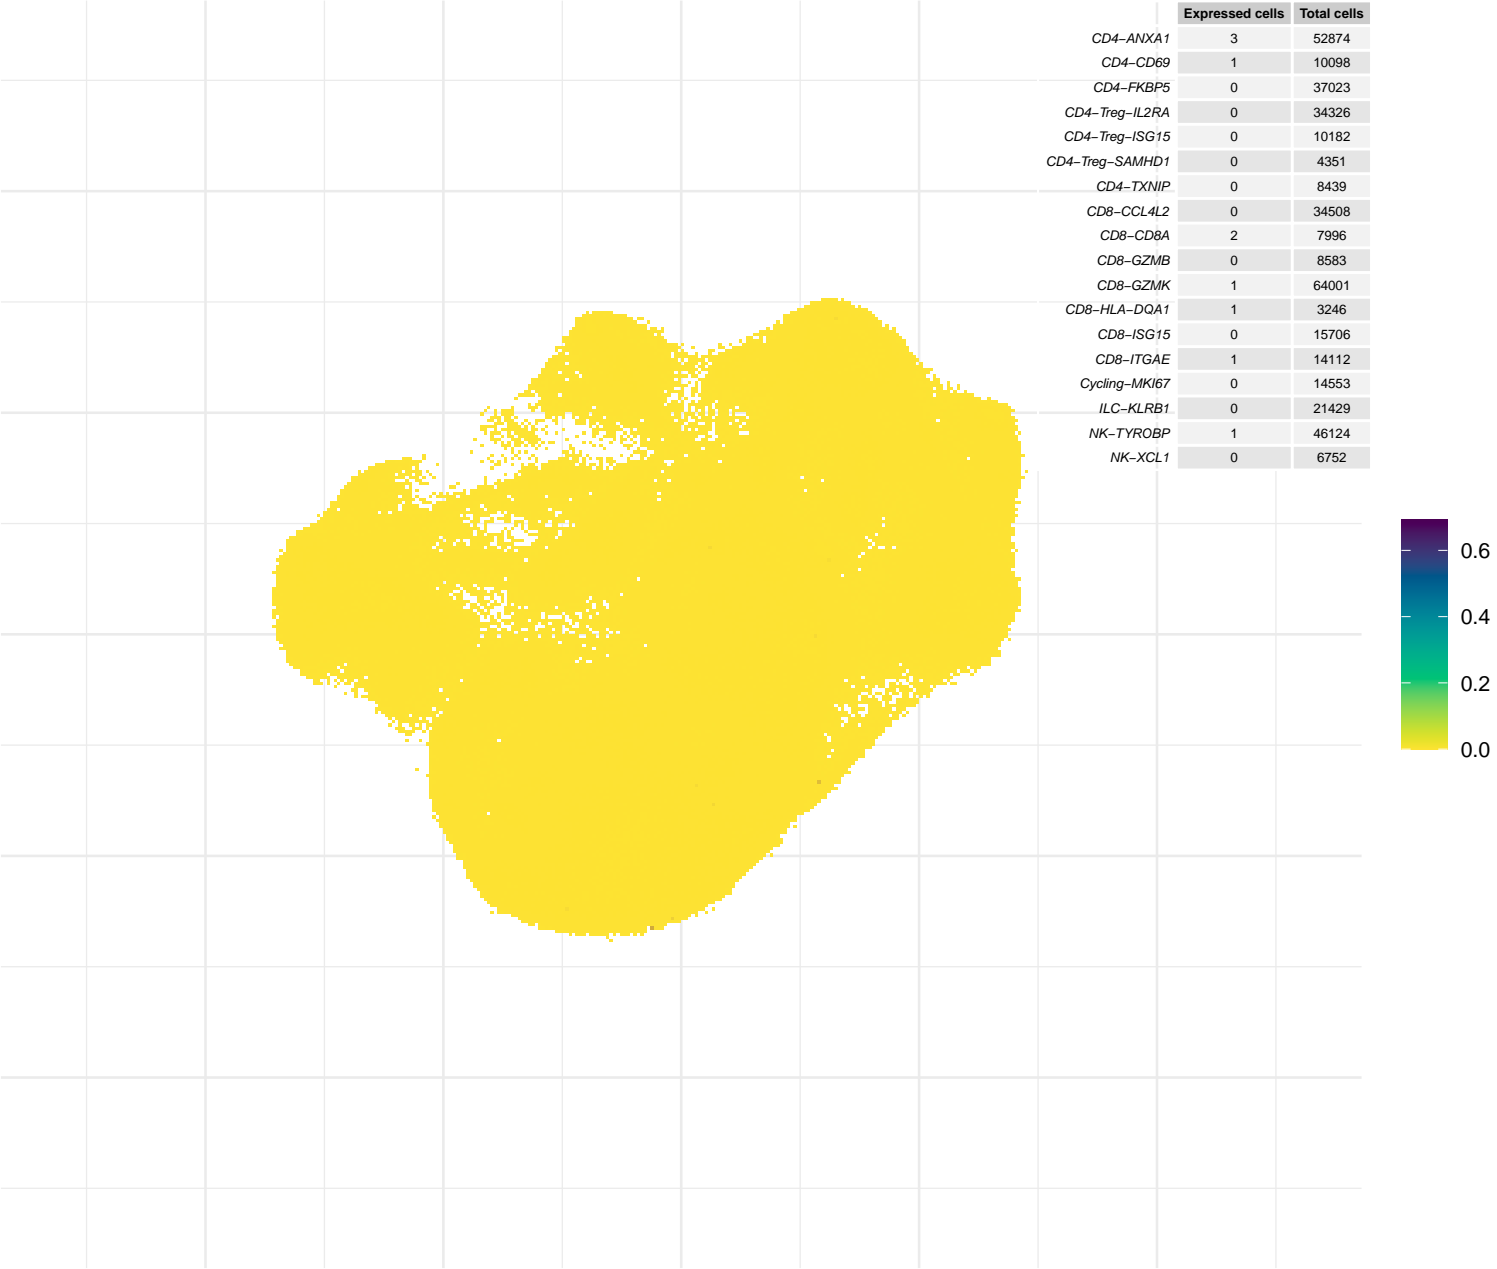 Expressed cells Total cells
CD4−ANXA1 3 52874
CD4−CD69 1 10098
CD4−FKBP5 0 37023
CD4−Treg−IL2RA 0 34326
CD4−Treg−ISG15 0 10182
CD4−Treg−SAMHD1 0 4351
CD4−TXNIP 0 8439
CD8−CCL4L2 0 34508
CD8−CD8A 2 7996
CD8−GZMB 0 8583
CD8−GZMK 1 64001
CD8−HLA−DQA1 1 3246
CD8−ISG15 0 15706
CD8−ITGAE 1 14112
Cycling−MKI67 0 14553
ILC−KLRB1 0 21429
NK−TYROBP 1 46124
NK−XCL1 0 6752
0.6
0.4
0.2
0.0